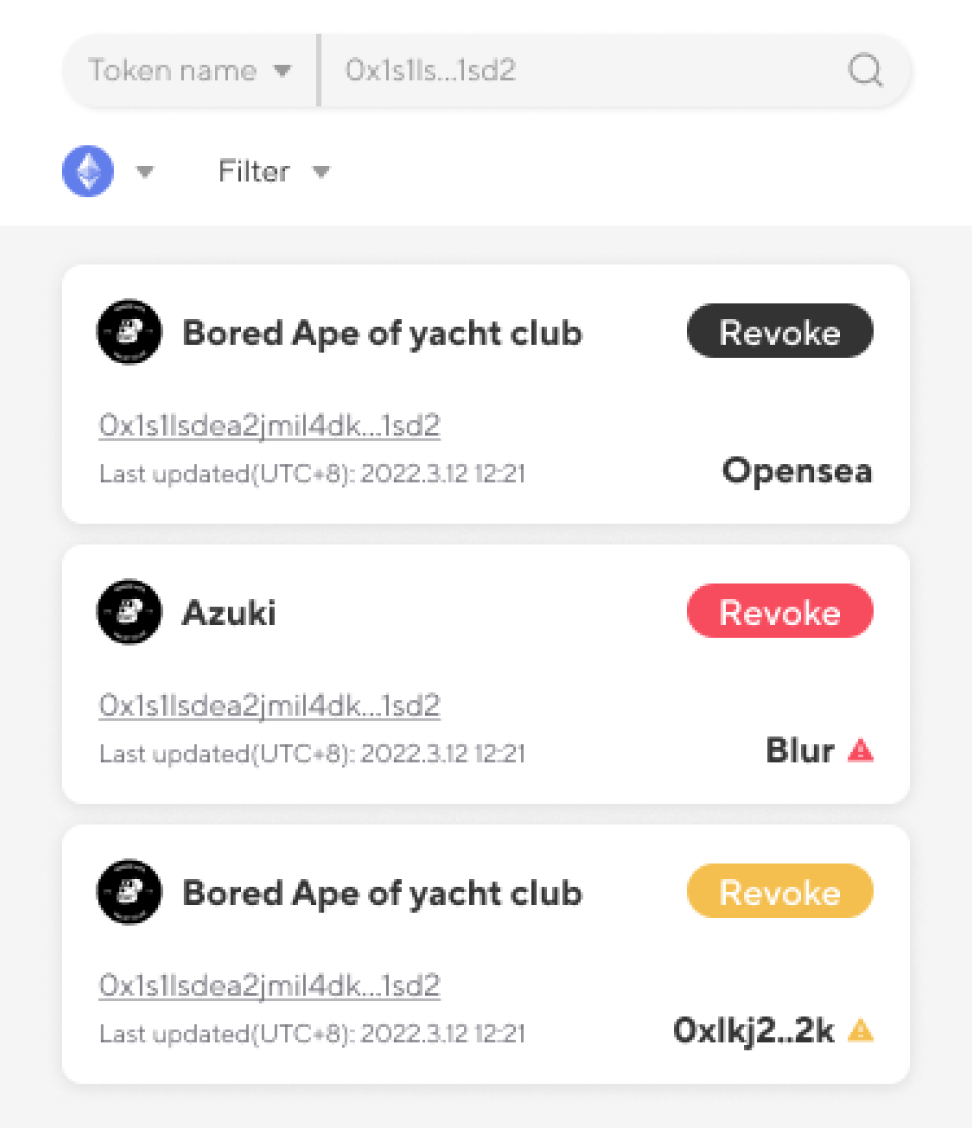 Token name
0x1s1ls...1sd2
Filter
Bored Ape of yacht club
Revoke
0x1s1lsdea2jmil4dk...1sd2
Last updated(UTC+8): 2022.3.12 12:21
Opensea
Azuki
Revoke
0x1s1lsdea2jmil4dk...1sd2
Last updated(UTC+8): 2022.3.12 12:21
Blur
Bored Ape of yacht club
Revoke
0x1s1lsdea2jmil4dk...1sd2
Last updated(UTC+8): 2022.3.12 12:21
0xlkj2..2k